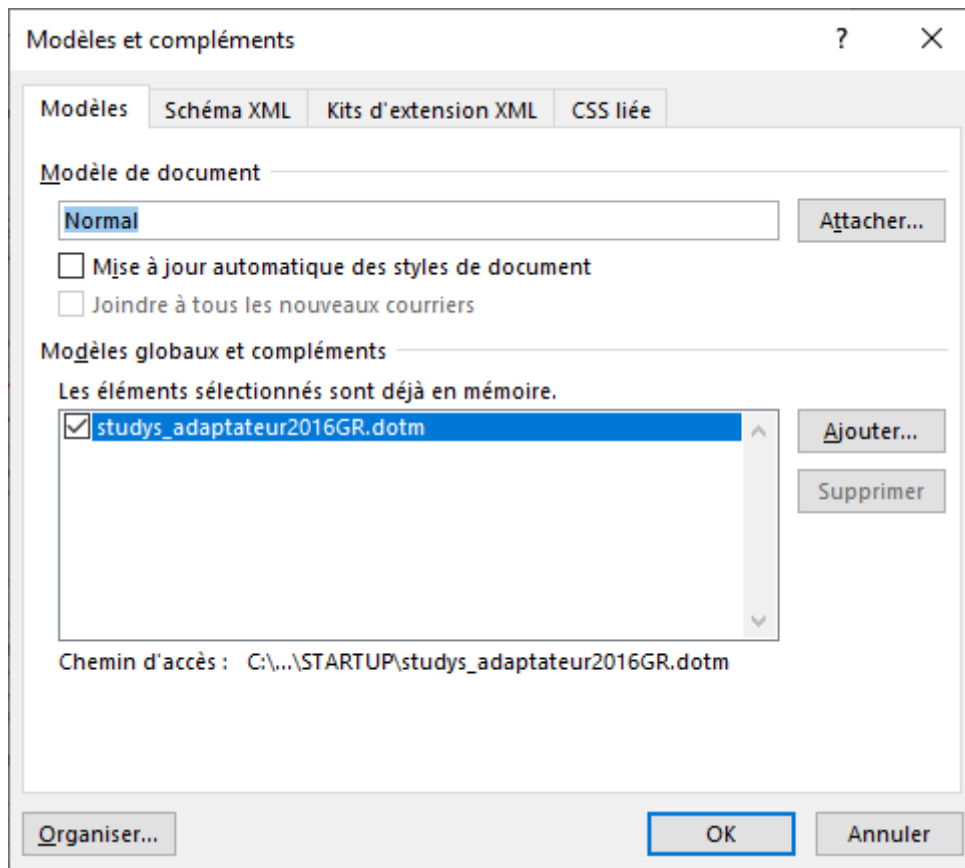 Modèles et compléments ?
Modèles Schéma XML Kits d'extension XML CSS liée
Modèle de document
Normal Attacher...
Mise à jour automatique des styles de document
Joindre à tous les nouveaux courriers
Modèles globaux et compléments
Les éléments sélectionnés sont déjà en mémoire.
studys_adaptateur2016GR.dotm Ajouter...
Supprimer
Chemin d'accès : C:\...\STARTUP\studys_adaptateur2016GR.dotm
Organiser... OK Annuler